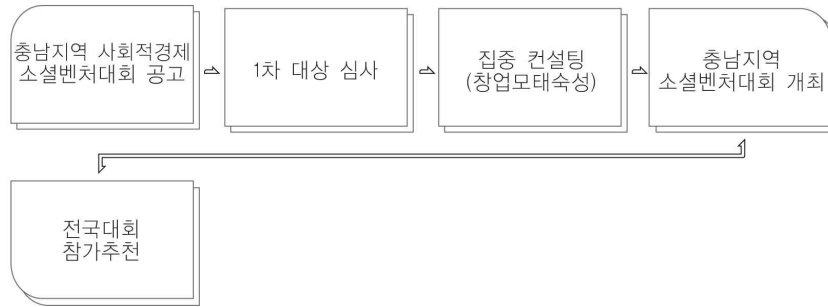 충남지역 사회적경제
소셜벤처대회 공고
1차 대상 심사
집중 컨설팅
(창업모태숙성)
충남지역
소셜벤처대회 개최
전국대회
참가추천